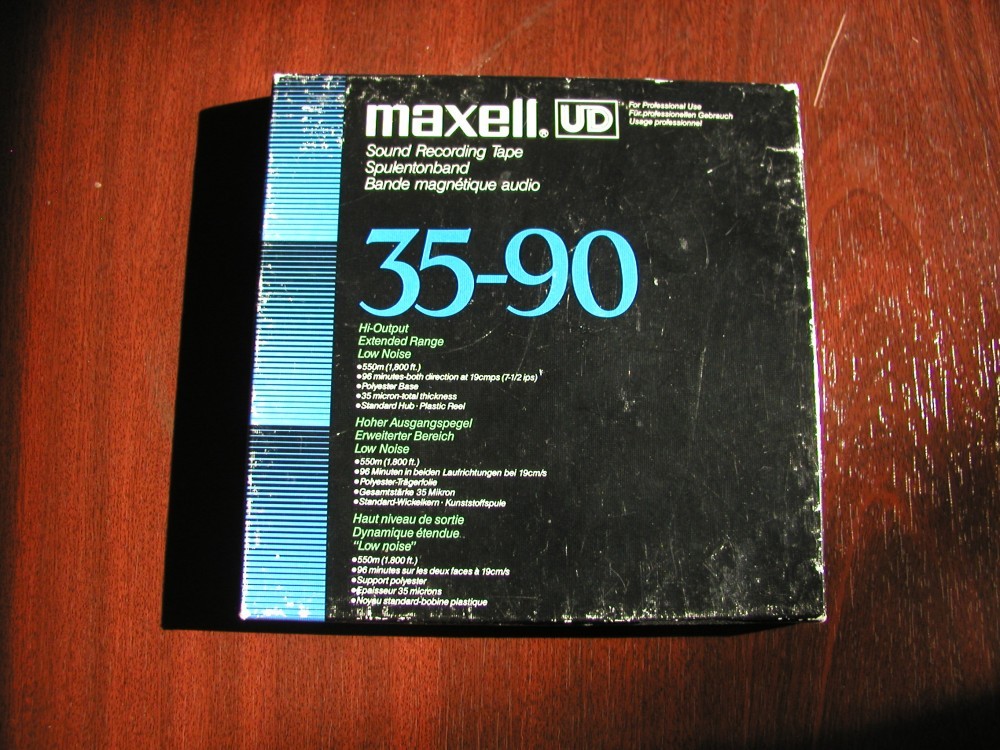 maxell® UD
For Professional Use
Für professionellen Gebrauch
Usage professionnel
Sound Recording Tape
Spulentonband
Bande magnétique audio
35-90
Hi-Output
Extended Range
Low Noise
•550m (1,800 ft.)
•96 minutes-both direction at 19cmps (7-1/2 ips)
•Polyester Base
•35 micron-total thickness
•Standard Hub · Plastic Reel
Hoher Ausgangspegel
Erweiterter Bereich
Low Noise
•550m (1.800 ft.)
•96 Minuten in beiden Laufrichtungen bei 19cm/s
•Polyester-Trägerfolie
•Gesamtstärke 35 Mikron
•Standard-Wickelkern · Kunststoffspule
Haut niveau de sortie
Dynamique étendue
"Low noise"
•550m (1.800 ft.)
•96 minutes sur les deux faces à 19cm/s
•Support polyester
•Epaisseur 35 microns
•Noyau standard-bobine plastique